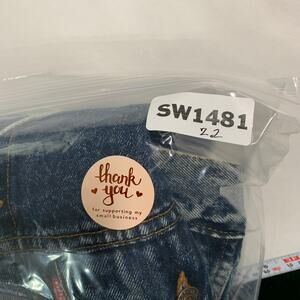 SW1481
22
thank
you
for supporting my
small business